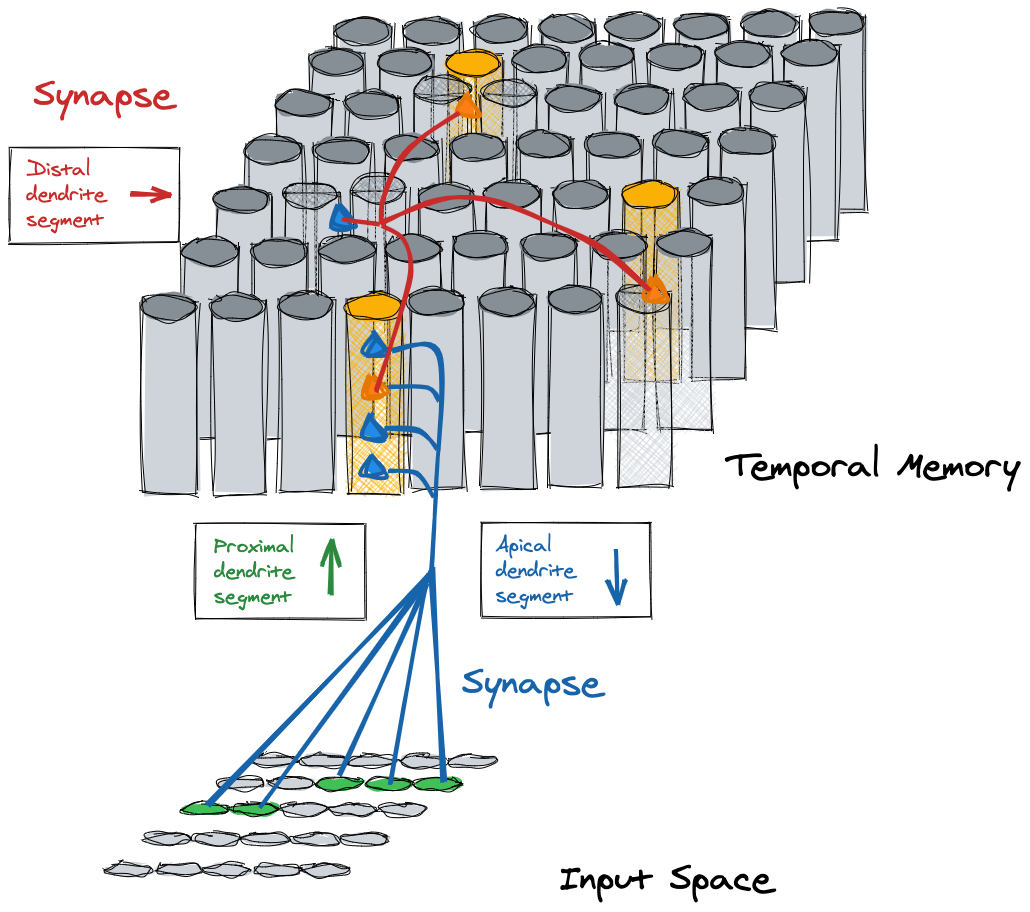 Synapse
Distal
dendrite
segment
Temporal Memory
Proximal
dendrite
segment
Apical
dendrite
segment
Synapse
Input Space